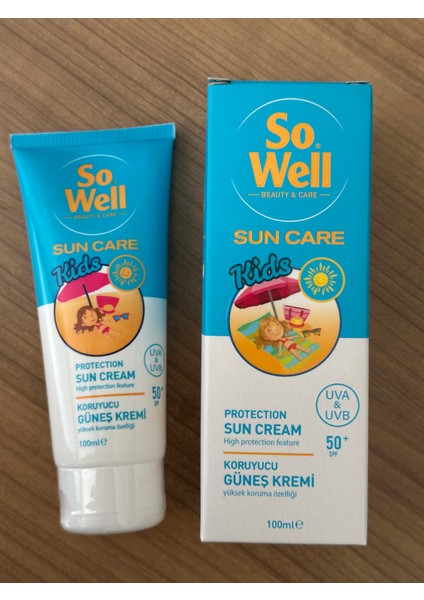 So
Well
BEAUTY & CARE
SUN CARE
Kids
UVA
&
UVB
PROTECTION
SUN CREAM
High protection feature
50+
SPF
KORUYUCU
GÜNEŞ KREMİ
yüksek koruma özelliği
100ml℮
So
Well®
BEAUTY & CARE
SUN CARE
Kids
UVA
&
UVB
PROTECTION
SUN CREAM
High protection feature
50+
SPF
KORUYUCU
GÜNEŞ KREMİ
yüksek koruma özelliği
100ml℮